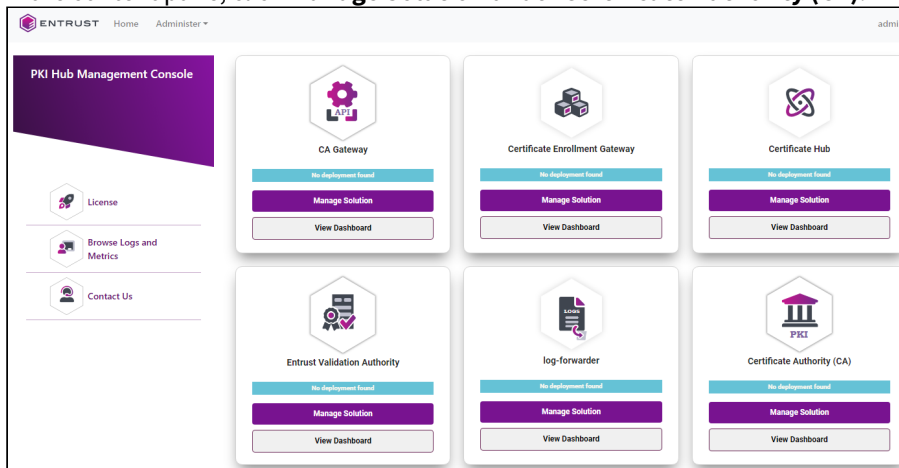 ENTRUST Home Administer
PKI Hub Management Console
License
Browse Logs and
Metrics
Contact Us
API
CA Gateway
No deployment found
Manage Solution
View Dashboard
Certificate Enrollment Gateway
No deployment found
Manage Solution
View Dashboard
Certificate Hub
No deployment found
Manage Solution
View Dashboard
Entrust Validation Authority
No deployment found
Manage Solution
View Dashboard
LOGS
log-forwarder
No deployment found
Manage Solution
View Dashboard
PKI
Certificate Authority (CA)
No deployment found
Manage Solution
View Dashboard